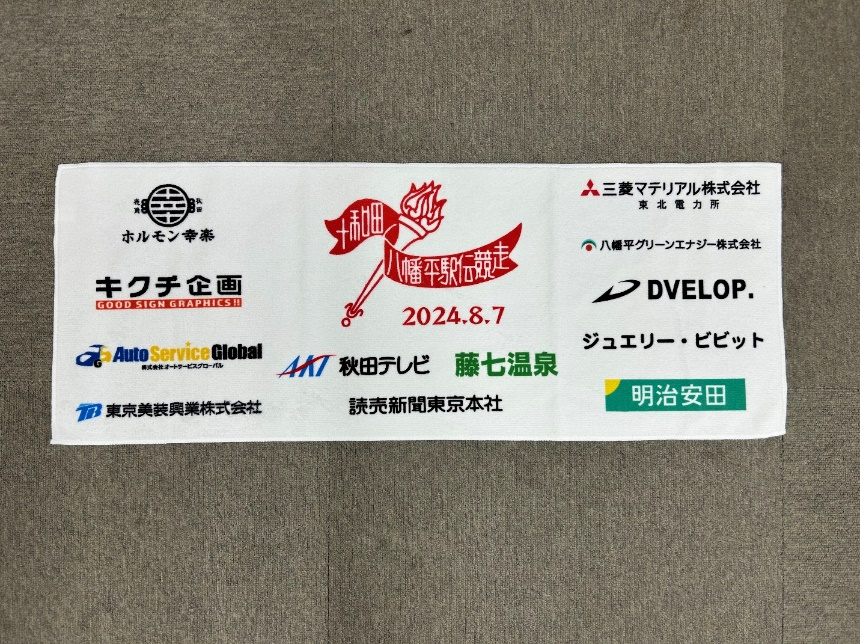 秋田
鹿角
ホルモン幸楽
キクチ企画
GOOD SIGN GRAPHICS!!
AutoServiceGlobal
株式会社オートサービスグローバル
TB 東京美装興業株式会社
十和田
八幡平駅伝競走
2024.8.7
AKT 秋田テレビ
藤七温泉
読売新聞東京本社
三菱マテリアル株式会社
東北電力所
八幡平グリーンエナジー株式会社
DVELOP.
ジュエリー・ビビット
明治安田